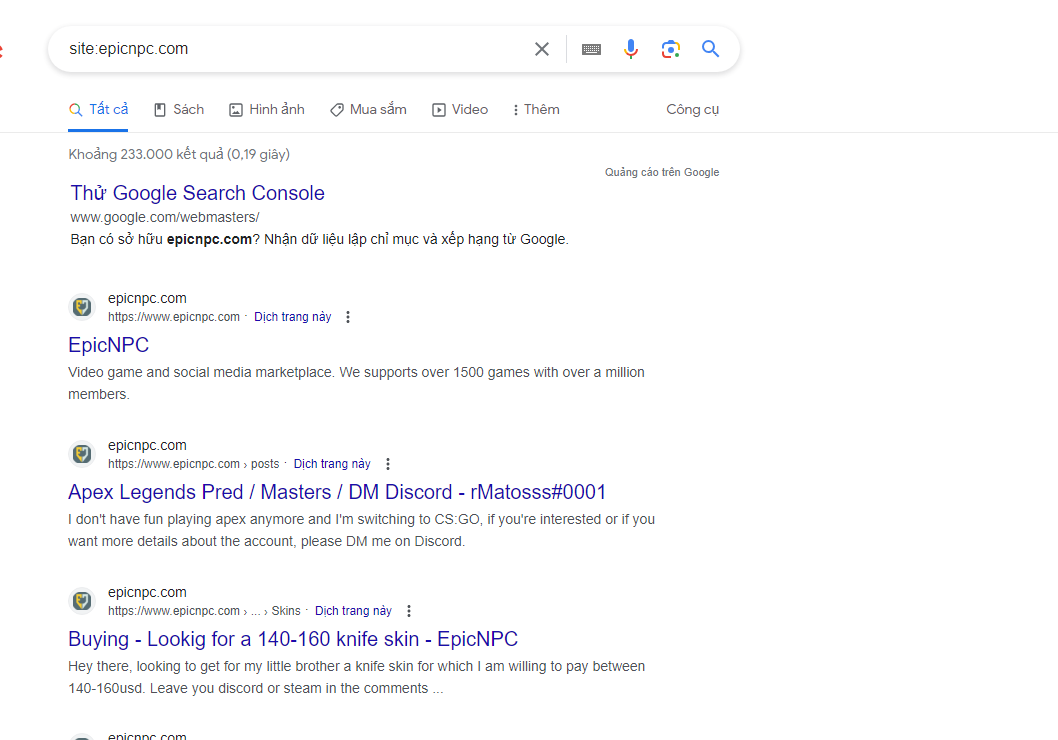 site:epicnpc.com
Tất cả Sách Hình ảnh Mua sắm Video Thêm Công cụ
Khoảng 233.000 kết quả (0,19 giây)
Quảng cáo trên Google
Thử Google Search Console
www.google.com/webmasters/
Bạn có sở hữu epicnpc.com? Nhận dữ liệu lập chỉ mục và xếp hạng từ Google.
epicnpc.com
https://www.epicnpc.com · Dịch trang này
EpicNPC
Video game and social media marketplace. We supports over 1500 games with over a million
members.
epicnpc.com
https://www.epicnpc.com › posts · Dịch trang này
Apex Legends Pred / Masters / DM Discord - rMatosss#0001
I don't have fun playing apex anymore and I'm switching to CS:GO, if you're interested or if you
want more details about the account, please DM me on Discord.
epicnpc.com
https://www.epicnpc.com › ... › Skins · Dịch trang này
Buying - Lookig for a 140-160 knife skin - EpicNPC
Hey there, looking to get for my little brother a knife skin for which I am willing to pay between
140-160usd. Leave you discord or steam in the comments ...
epicnpc.com